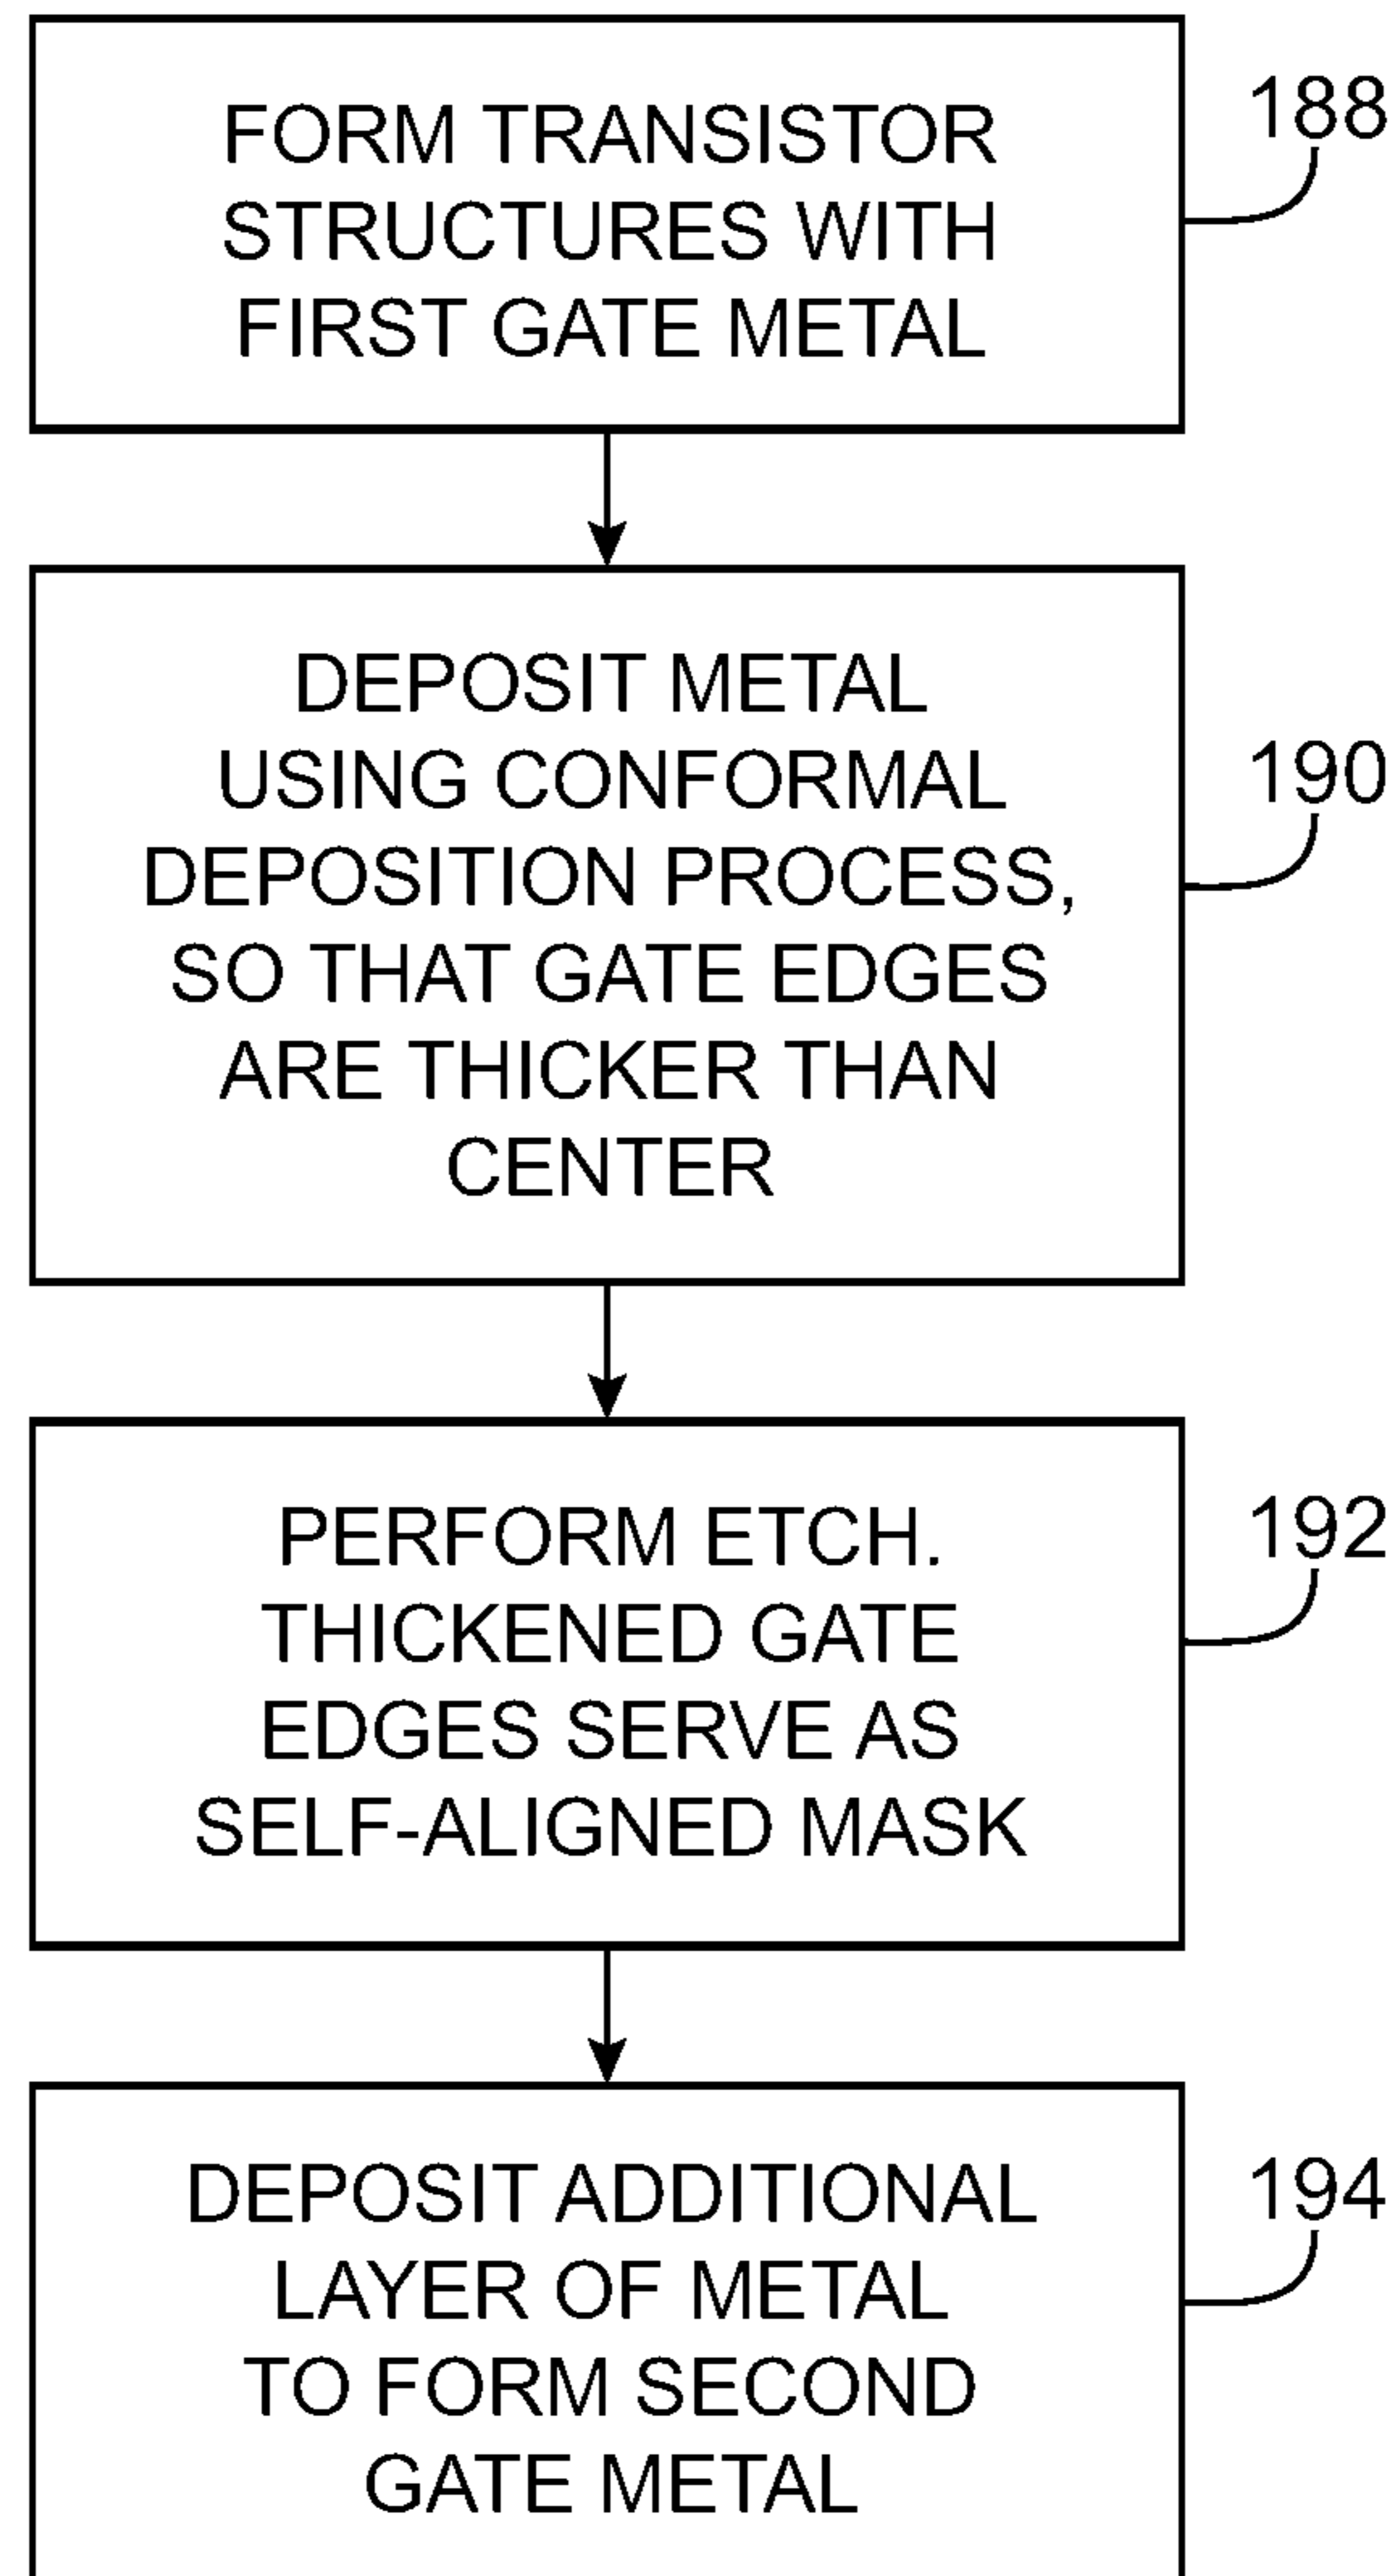 FORM TRANSISTOR
STRUCTURES WITH
FIRST GATE METAL
188
DEPOSIT METAL
USING CONFORMAL
DEPOSITION PROCESS,
SO THAT GATE EDGES
ARE THICKER THAN
CENTER
190
PERFORM ETCH.
THICKENED GATE
EDGES SERVE AS
SELF-ALIGNED MASK
192
DEPOSIT ADDITIONAL
LAYER OF METAL
TO FORM SECOND
GATE METAL
194